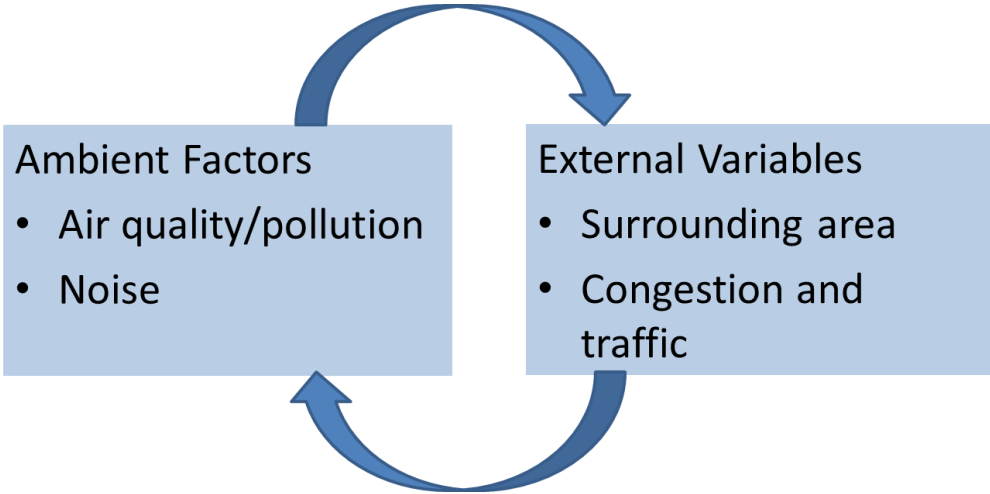 Ambient Factors
• Air quality/pollution
• Noise
External Variables
• Surrounding area
• Congestion and
traffic